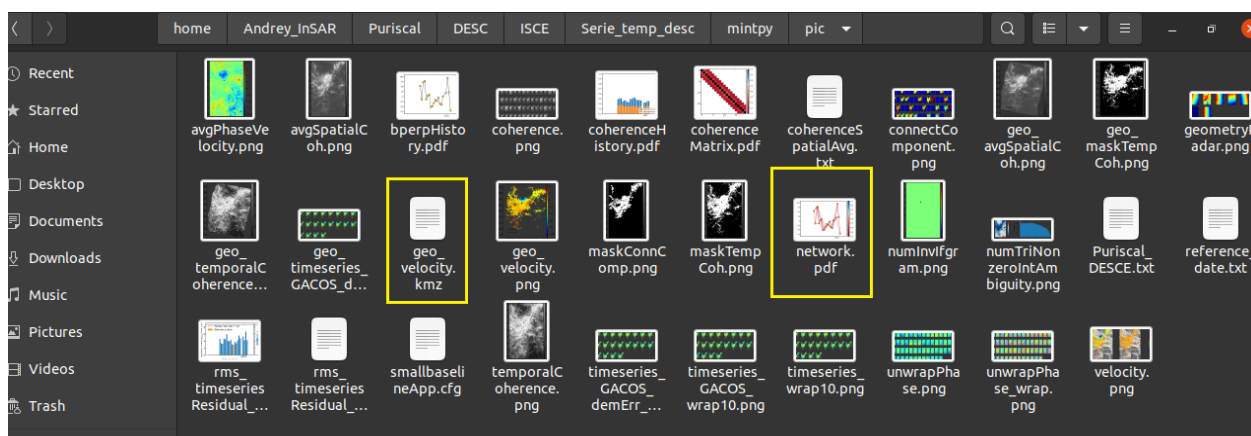 home Andrey_InSAR Puriscal DESC ISCE Serie_temp_desc mintpy pic
Recent
Starred
Home
Desktop
Documents
Downloads
Music
Pictures
Videos
Trash
avgPhaseVe
locity.png
avgSpatialC
oh.png
bperpHisto
ry.pdf
coherence.
png
coherenceH
istory.pdf
coherence
Matrix.pdf
coherenceS
patialAvg.
txt
connectCo
mponent.
png
geo_
avgSpatialC
oh.png
geo_
maskTemp
Coh.png
geometry
adar.png
geo_
temporalC
oherence...
geo_
timeseries_
GACOS_d...
geo_
velocity.
kmz
geo_
velocity.
png
maskConnC
omp.png
maskTemp
Coh.png
network.
pdf
numInvIfgr
am.png
numTriNon
zeroIntAm
biguity.png
Puriscal_
DESCE.txt
reference_
date.txt
rms_
timeseries
Residual_...
rms_
timeseries
Residual_...
smallbaseli
neApp.cfg
temporalC
oherence.
png
timeseries_
GACOS_
demErr_...
timeseries_
GACOS_
wrap10.png
timeseries_
wrap10.png
unwrapPha
se.png
unwrapPha
se_wrap.
png
velocity.
png